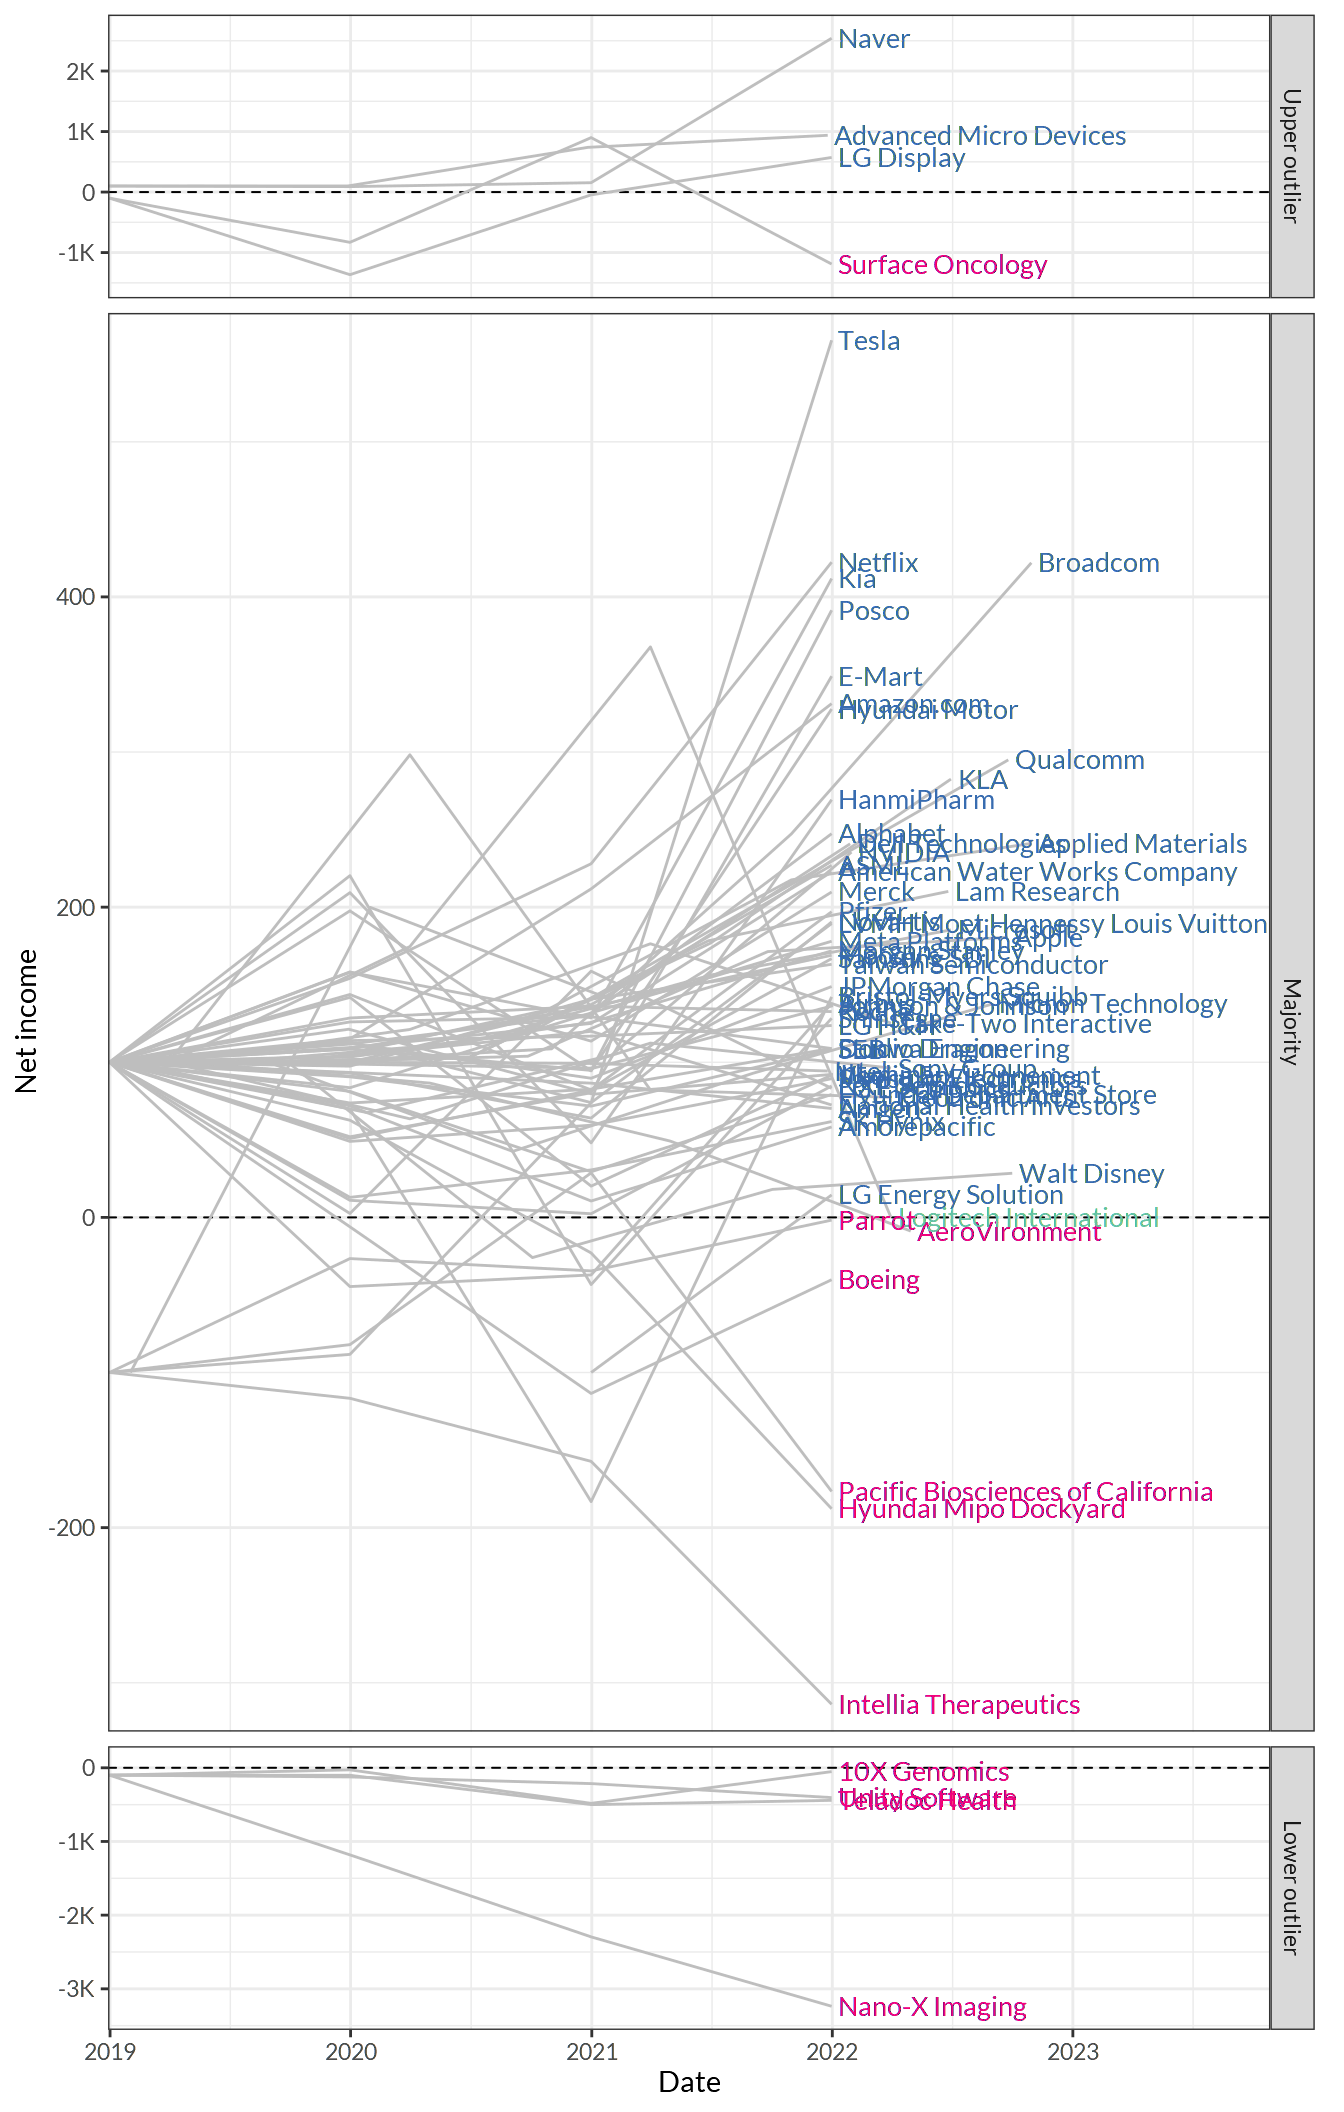 Naver
2K
Advanced Micro Devices
1K
LG Display
0
-1K
Surface Oncology
Upper outlier
Tesla
Netflix
Broadcom
Kia
400
Posco
E-Mart
Amazon.com
Hyundai Motor
Qualcomm
KLA
HanmiPharm
Alphabet
Dell Technologies
Applied Materials
NVIDIA
ASML
American Water Works Company
Merck
Lam Research
200
Pfizer
Novartis
LVMH Moet Hennessy Louis Vuitton
Microsoft
Meta Platforms
Apple
Morgan Stanley
Taiwan Semiconductor
JPMorgan Chase
Bristol-Myers Squibb
Micron Technology
Johnson & Johnson
Take-Two Interactive
Sony Group
Hyundai Department Store
National Health Investors
SK Hynix
Amorepacific
Walt Disney
LG Energy Solution
0
Parrot
Logitech International
AeroVironment
Boeing
Pacific Biosciences of California
Hyundai Mipo Dockyard
-200
Intellia Therapeutics
Majority
Net income
0
10X Genomics
Unity Software
Teladoc Health
-1K
-2K
-3K
Nano-X Imaging
Lower outlier
2019 2020 2021 2022 2023
Date